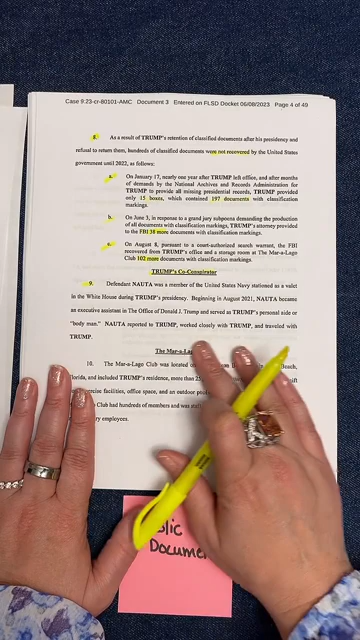 Case 9:23-cr-80101-AMC Document 3 Entered on FLSD Docket 06/08/2023 Page 4 of 49
8. As a result of TRUMP's retention of classified documents after his presidency and
refusal to return them, hundreds of classified documents were not recovered by the United
States government until 2022, as follows:
a. On January 17, nearly one year after TRUMP left office, and after
months of demands by the National Archives and Records Administration for
TRUMP to provide all missing presidential records, TRUMP provided
only 15 boxes, which contained 197 documents with classification
markings.
b. On June 3, in response to a grand jury subpoena demanding the production
of all documents with classification markings, TRUMP's attorney provided
to the FBI 38 more documents with classification markings.
c. On August 8, pursuant to a court-authorized search warrant, the FBI
recovered from TRUMP's office and a storage room at The Mar-a-Lago
Club 102 more documents with classification markings.
TRUMP's Co-Conspirator
9. Defendant NAUTA was a member of the United States Navy stationed as a valet
in the White House during TRUMP's presidency. Beginning in August 2021, NAUTA became
an executive assistant in The Office of Donald J. Trump and served as TRUMP's personal aide or
"body man." NAUTA reported to TRUMP, worked closely with TRUMP, and traveled with
TRUMP.
The Mar-a-Lago
10. The Mar-a-Lago Club was located on
Florida, and included TRUMP's residence, more than 25
exercise facilities, office space, and an outdoor pool
Club had hundreds of members and was staffed
employees.
Document